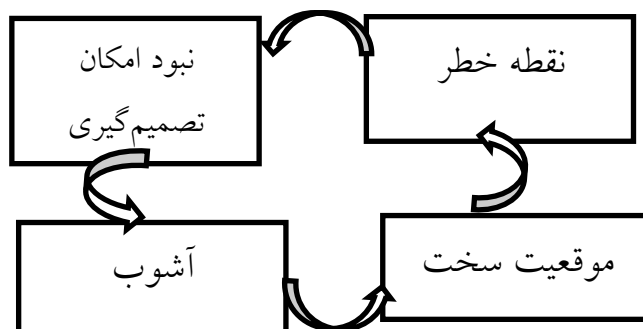 نقطه خطر
نبود امکان
تصمیم‌گیری
آشوب
موقعیت سخت